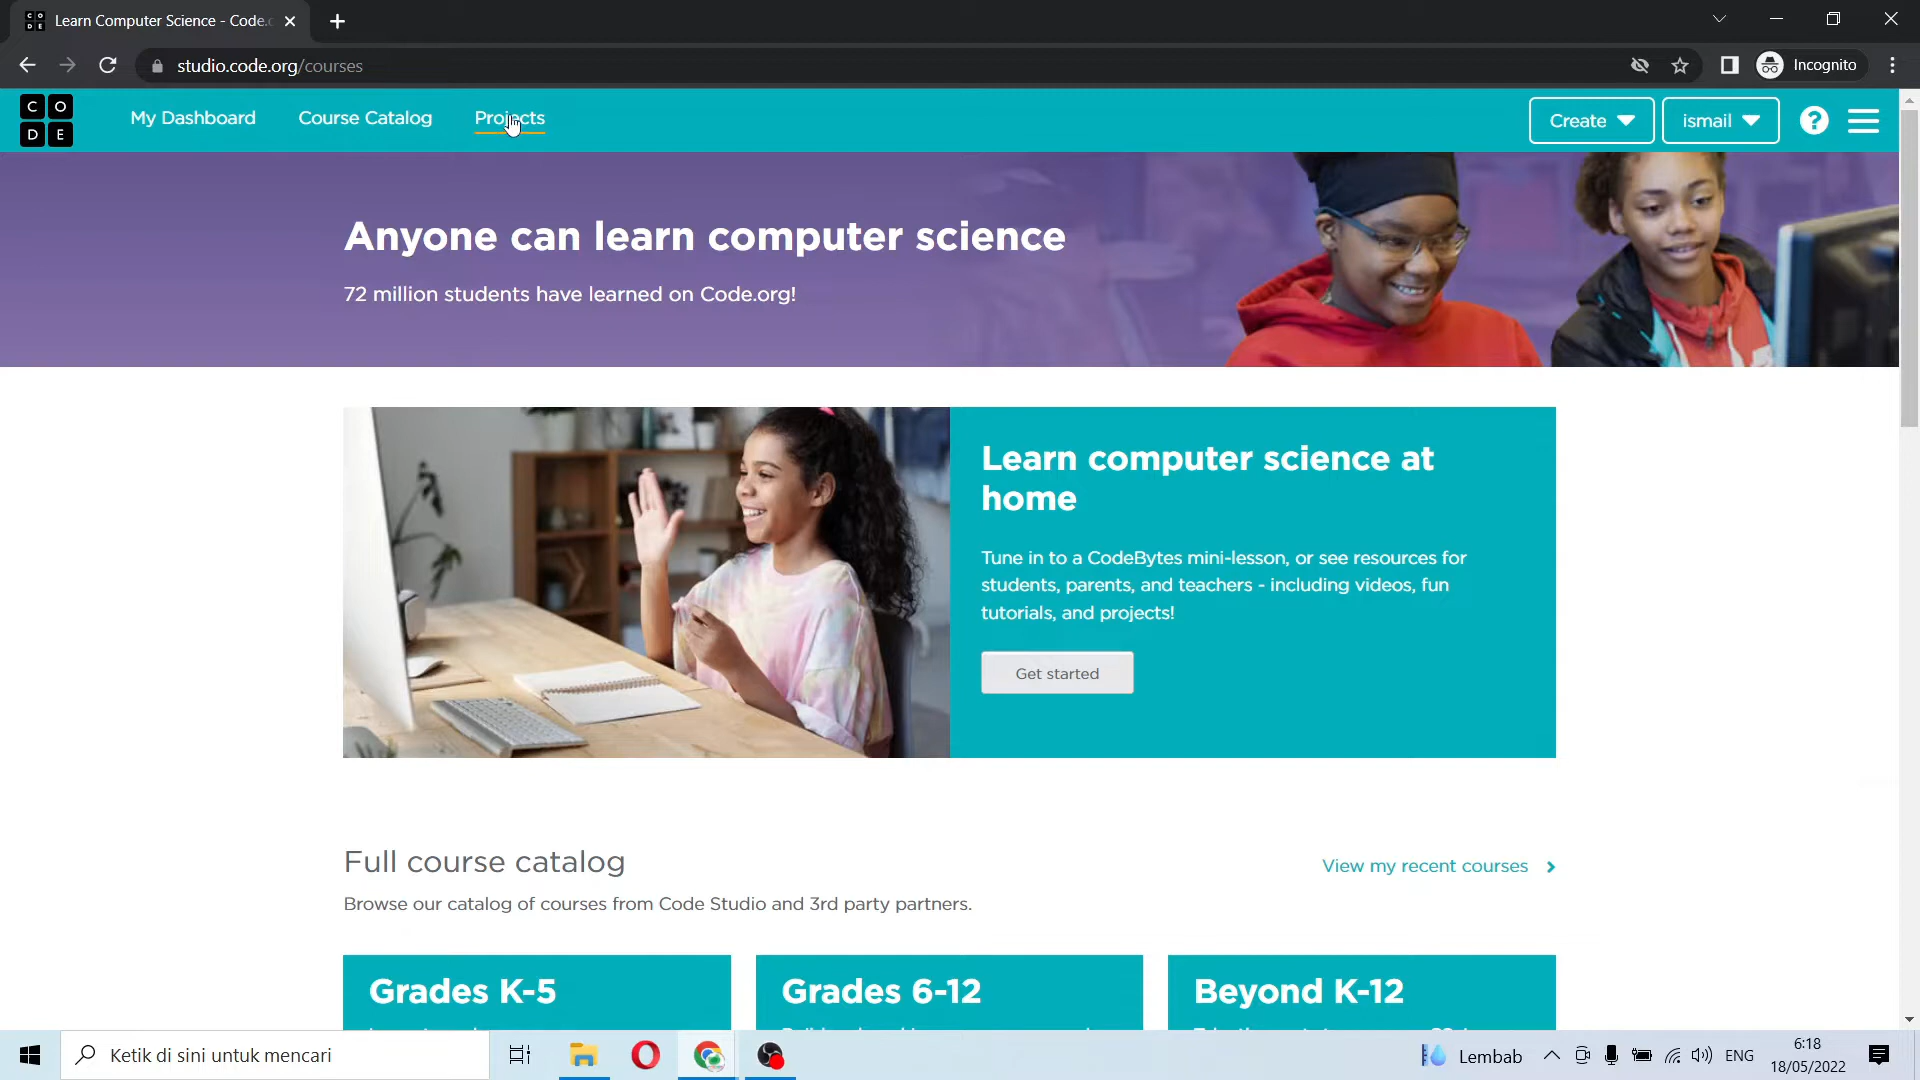 Learn Computer Science - Code.c
studio.code.org/courses
Incognito
C O D E
My Dashboard
Course Catalog
Projects
Create
ismail
?
Anyone can learn computer science
72 million students have learned on Code.org!
Learn computer science at
home
Tune in to a CodeBytes mini-lesson, or see resources for
students, parents, and teachers - including videos, fun
tutorials, and projects!
Get started
Full course catalog
View my recent courses
Browse our catalog of courses from Code Studio and 3rd party partners.
Grades K-5
Grades 6-12
Beyond K-12
Ketik di sini untuk mencari
Lembab
ENG
6:18
18/05/2022